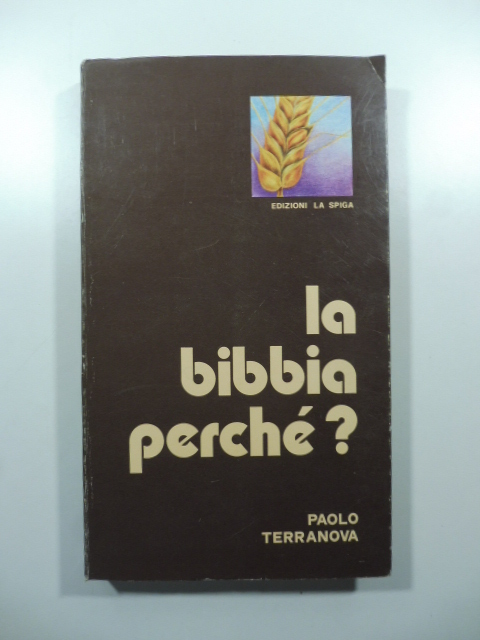 EDIZIONI LA SPIGA
la
bibbia
perché?
PAOLO
TERRANOVA